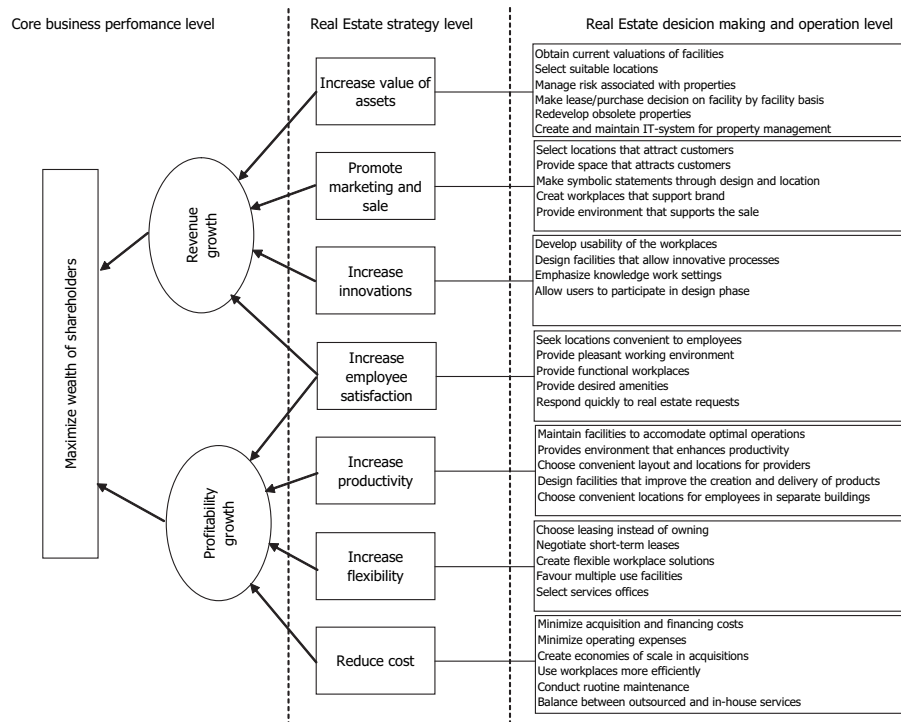 Core business perfomance level
Real Estate strategy level
Real Estate desicion making and operation level
Maximize wealth of shareholders
Revenue
growth
Profitability
growth
Increase value of
assets
Obtain current valuations of facilities
Select suitable locations
Manage risk associated with properties
Make lease/purchase decision on facility by facility basis
Redevelop obsolete properties
Create and maintain IT-system for property management
Promote
marketing and
sale
Select locations that attract customers
Provide space that attracts customers
Make symbolic statements through design and location
Creat workplaces that support brand
Provide environment that supports the sale
Increase
innovations
Develop usability of the workplaces
Design facilities that allow innovative processes
Emphasize knowledge work settings
Allow users to participate in design phase
Increase
employee
satisfaction
Seek locations convenient to employees
Provide pleasant working environment
Provide functional workplaces
Provide desired amenities
Respond quickly to real estate requests
Increase
productivity
Maintain facilities to accomodate optimal operations
Provides environment that enhances productivity
Choose convenient layout and locations for providers
Design facilities that improve the creation and delivery of products
Choose convenient locations for employees in separate buildings
Increase
flexibility
Choose leasing instead of owning
Negotiate short-term leases
Create flexible workplace solutions
Favour multiple use facilities
Select services offices
Reduce cost
Minimize acquisition and financing costs
Minimize operating expenses
Create economies of scale in acquisitions
Use workplaces more efficiently
Conduct ruotine maintenance
Balance between outsourced and in-house services